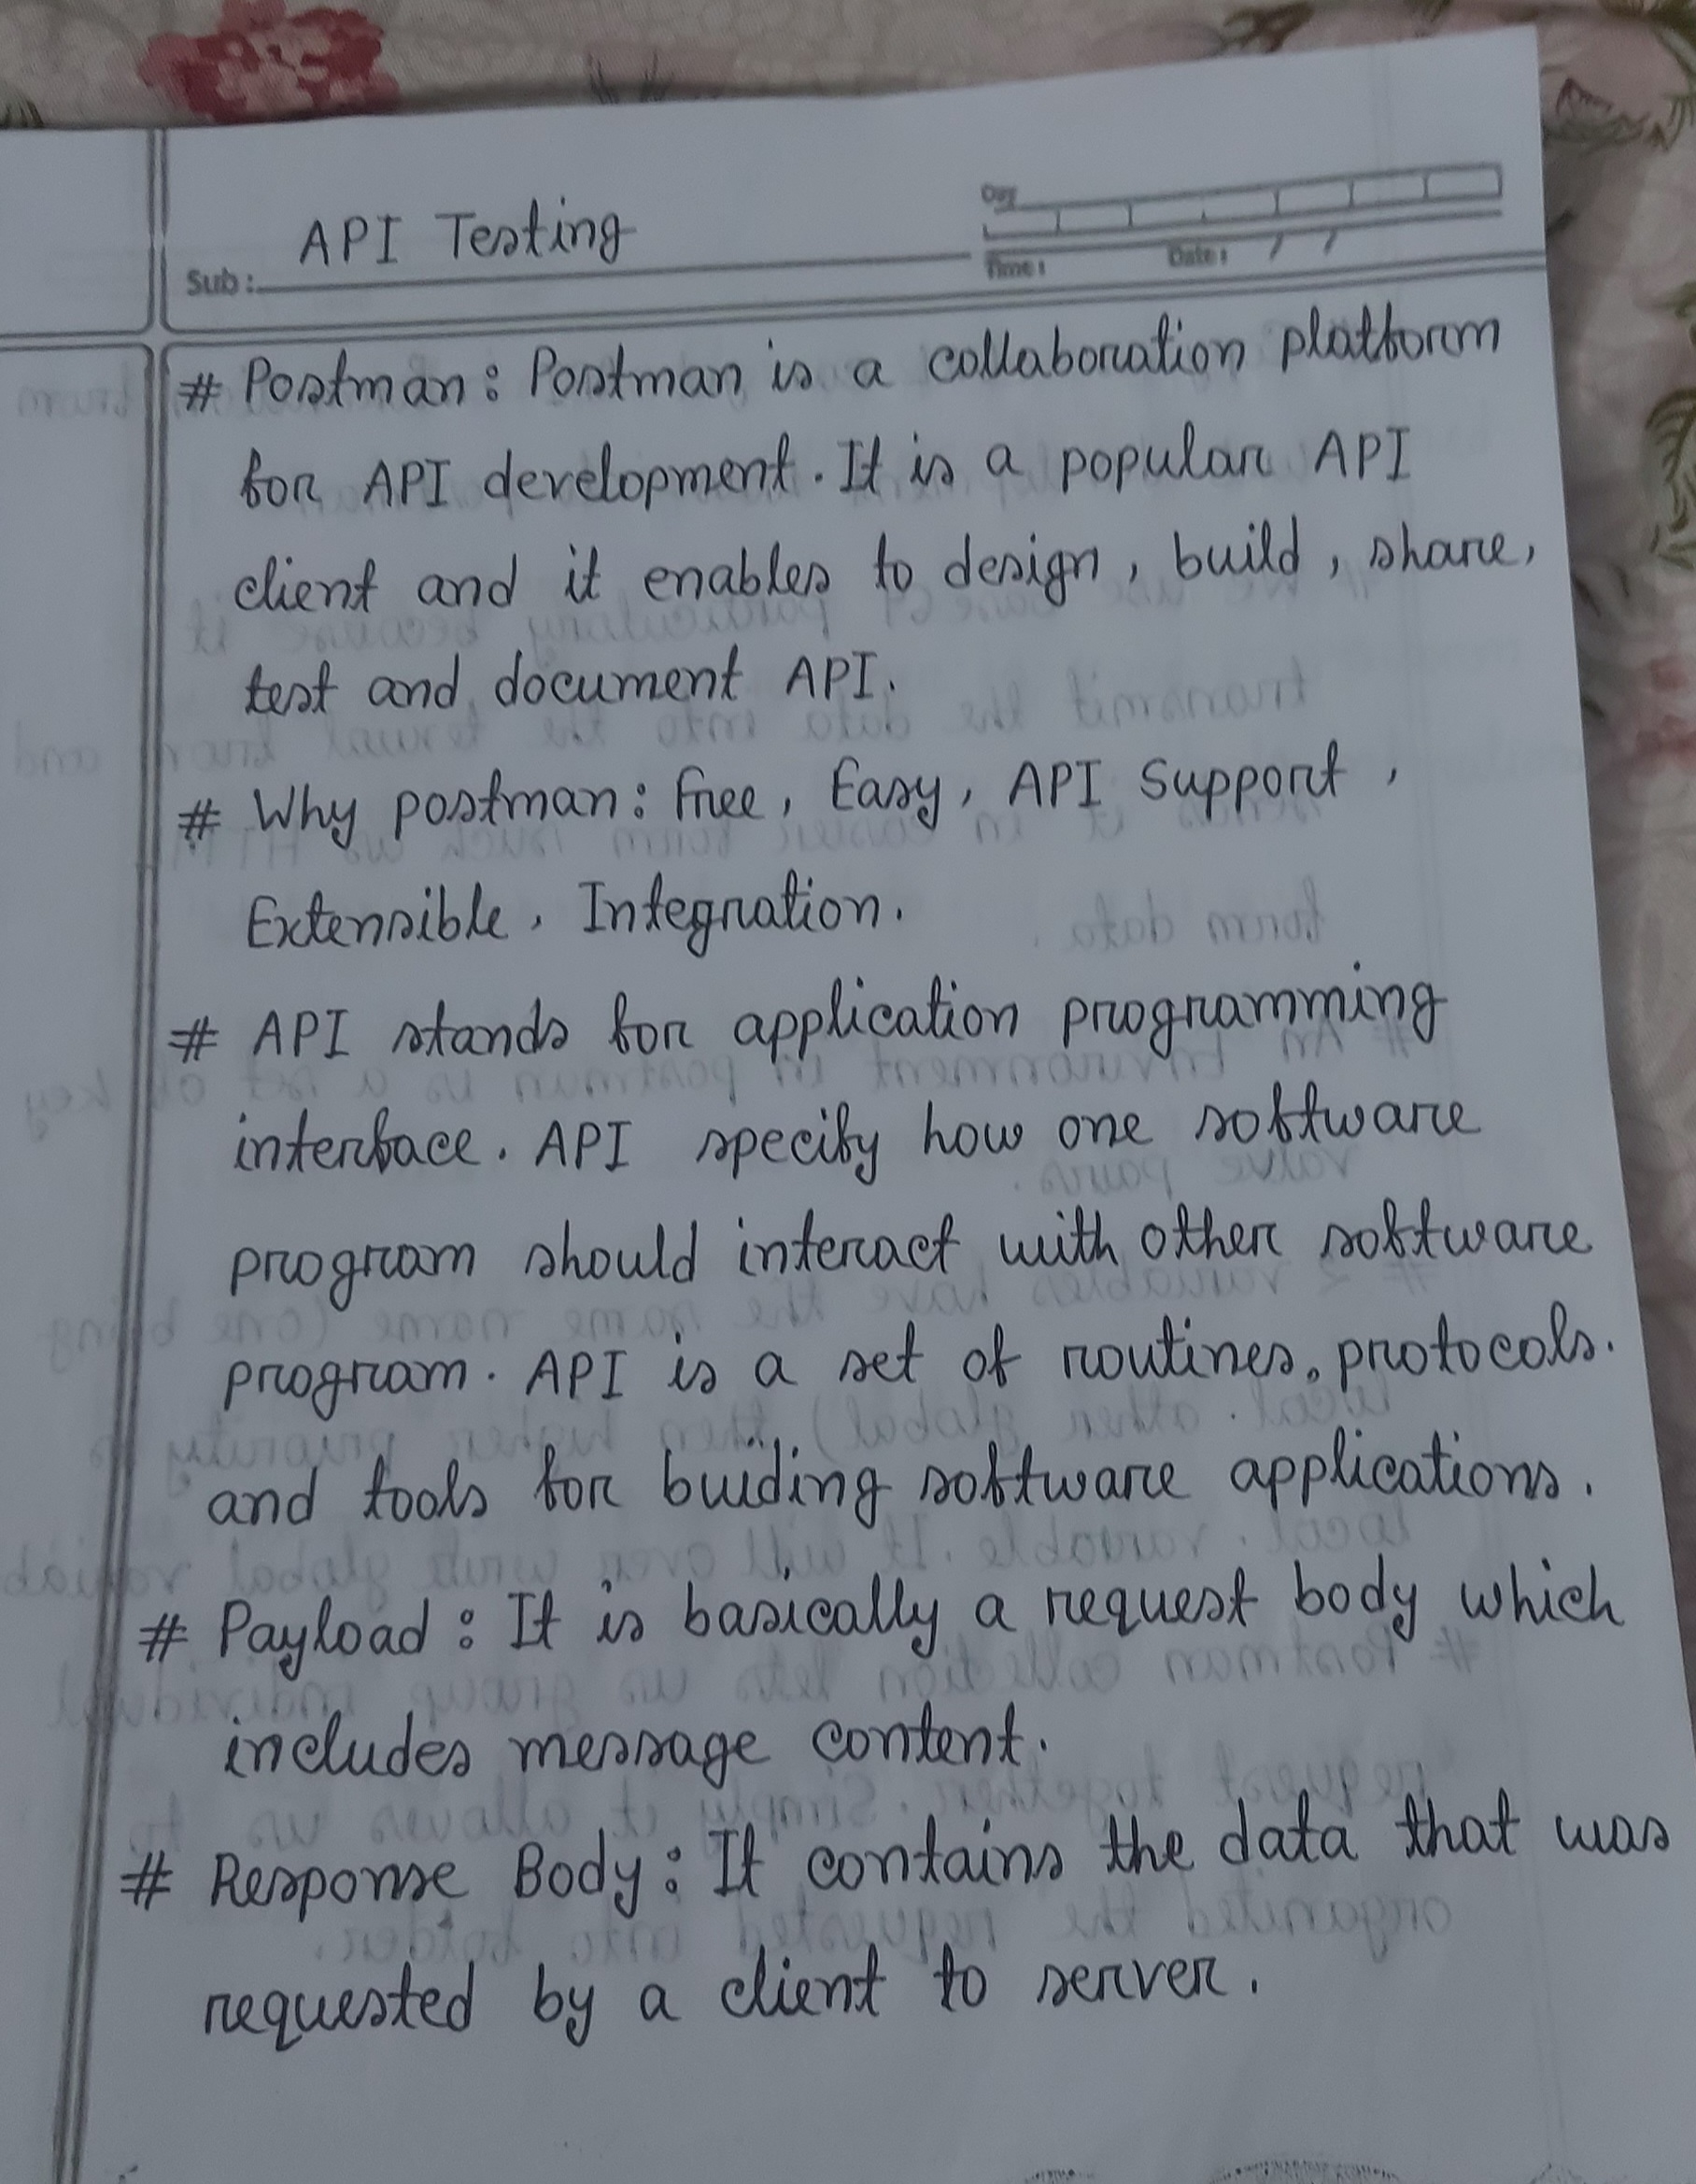 API Testing
Day
Sub:
Time:
Date: / /
# Postman: Postman is a collaboration platform
for API development. It is a popular API
client and it enables to design, build, share,
test and document API.
# Why postman: Free, Easy, API Support,
Extensible, Integration.
# API stands for application programming
interface. API specify how one software
program should interact with other software
program. API is a set of routines, protocols.
and tools for buiding software applications.
# Payload: It is basically a request body which
includes message content.
# Response Body: It contains the data that was
requested by a client to server.